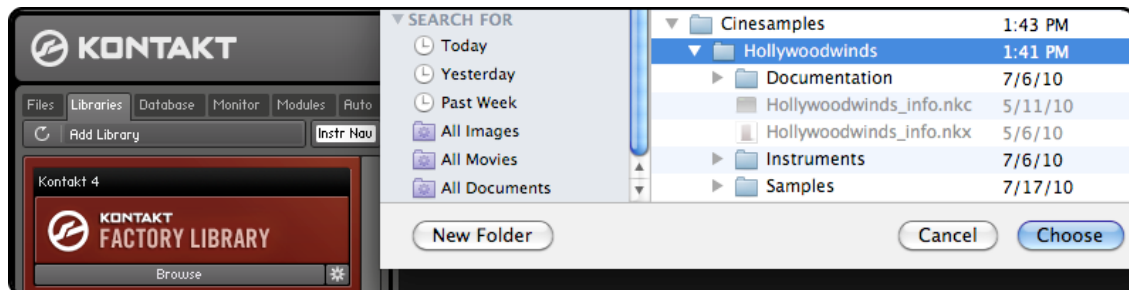 KONTAKT
Files Libraries Database Monitor Modules Auto
Add Library Instr Nav
Kontakt 4
KONTAKT
FACTORY LIBRARY
Browse
SEARCH FOR
Today
Yesterday
Past Week
All Images
All Movies
All Documents
Cinesamples 1:43 PM
Hollywoodwinds 1:41 PM
Documentation 7/6/10
Hollywoodwinds_info.nkc 5/11/10
Hollywoodwinds_info.nkx 5/6/10
Instruments 7/6/10
Samples 7/17/10
New Folder Cancel Choose